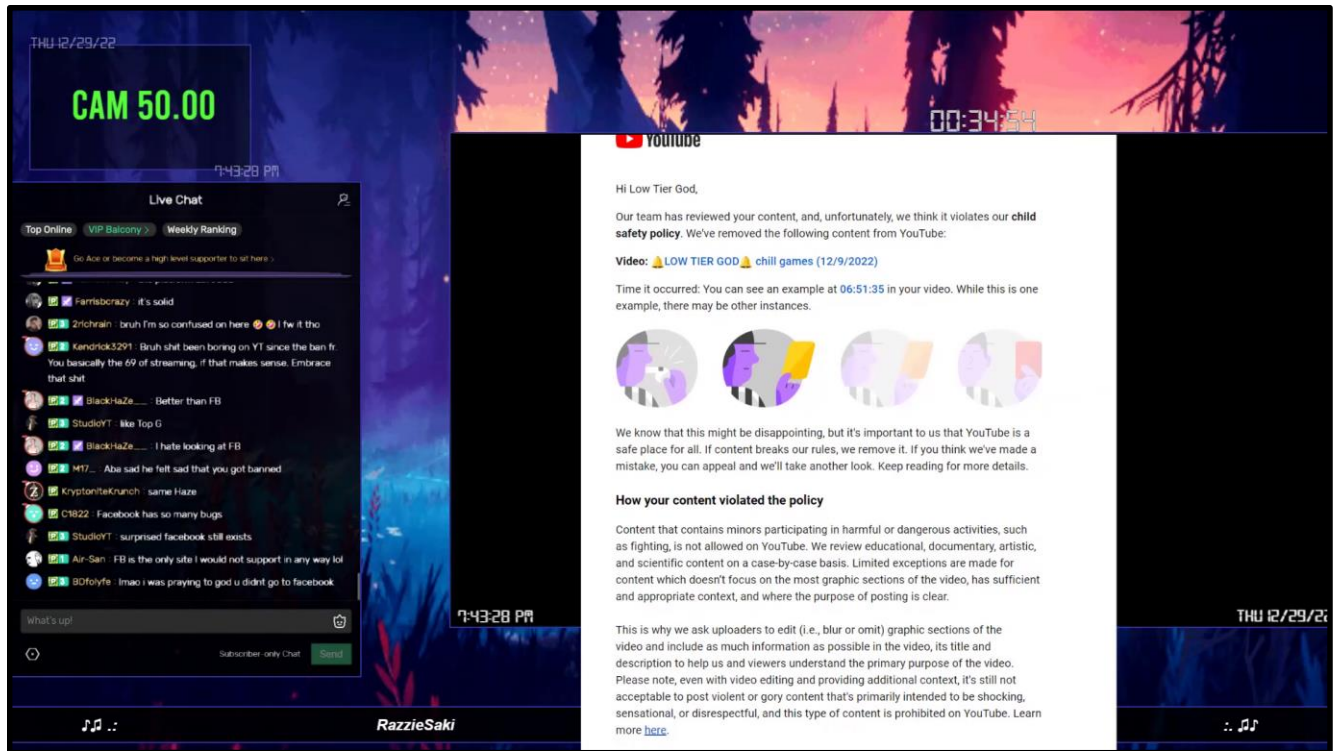 THU 12/29/22
CAM 50.00
7:43:28 PM
00:34:54
Live Chat
Top Online VIP Balcony > Weekly Ranking
Go Ace or become a high level supporter to sit here >
Farrisbcrazy : it's solid
2richrain : bruh I'm so confused on here 🤣 🤣 I fw it tho
Kendrick3291 : Bruh shit been boring on YT since the ban fr.
You basically the 69 of streaming, if that makes sense. Embrace
that shit
BlackHaZe___ : Better than FB
StudioYT : like Top G
BlackHaZe___ : I hate looking at FB
M17_ : Aba sad he felt sad that you got banned
KryptoniteKrunch : same Haze
C1822 : Facebook has so many bugs
StudioYT : surprised facebook still exists
Air-San : FB is the only site I would not support in any way lol
BDfolyfe : lmao i was praying to god u didnt go to facebook
What's up!
Subscriber-only Chat Send
YouTube
Hi Low Tier God,
Our team has reviewed your content, and, unfortunately, we think it violates our child
safety policy. We've removed the following content from YouTube:
Video: 🔔LOW TIER GOD🔔 chill games (12/9/2022)
Time it occurred: You can see an example at 06:51:35 in your video. While this is one
example, there may be other instances.
We know that this might be disappointing, but it's important to us that YouTube is a
safe place for all. If content breaks our rules, we remove it. If you think we've made a
mistake, you can appeal and we'll take another look. Keep reading for more details.
How your content violated the policy
Content that contains minors participating in harmful or dangerous activities, such
as fighting, is not allowed on YouTube. We review educational, documentary, artistic,
and scientific content on a case-by-case basis. Limited exceptions are made for
content which doesn't focus on the most graphic sections of the video, has sufficient
and appropriate context, and where the purpose of posting is clear.
This is why we ask uploaders to edit (i.e., blur or omit) graphic sections of the
video and include as much information as possible in the video, its title and
description to help us and viewers understand the primary purpose of the video.
Please note, even with video editing and providing additional context, it's still not
acceptable to post violent or gory content that's primarily intended to be shocking,
sensational, or disrespectful, and this type of content is prohibited on YouTube. Learn
more here.
7:43:28 PM
THU 12/29/22
♪♫ .:
RazzieSaki
:. ♫♪